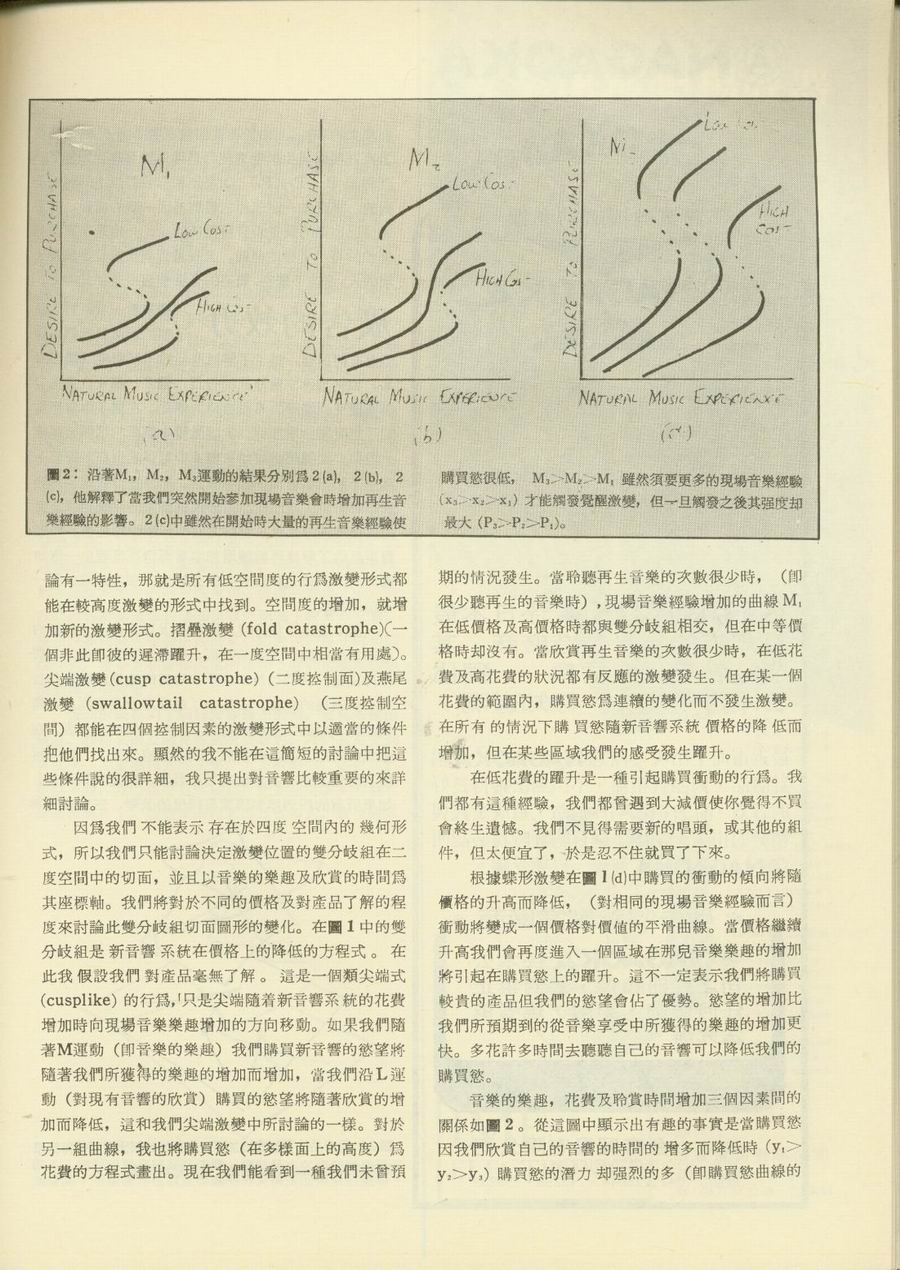 M₁
DESIRE TO PURCHASE
LOW COST
HIGH COST
NATURAL MUSIC EXPERIENCE
(a)
M₂
DESIRE TO PURCHASE
LOW COST
HIGH COST
NATURAL MUSIC EXPERIENCE
(b)
DESIRE TO PURCHASE
HIGH
COST
NATURAL MUSIC EXPERIENCE
圖2：沿著M₁，M₂，M₃運動的結果分別爲2(a)，2(b)，2
(c)，他解釋了當我們突然開始參加現場音樂會時增加再生音
樂經驗的影響。2(c)中雖然在開始時大量的再生音樂經驗使
購買慾很低， M₃>M₂>M₁ 雖然須要更多的現場音樂經驗
(x₃>x₂>x₁) 才能觸發覺醒激變，但一旦觸發之後其强度却
最大 (P₃>P₂>P₁)。
論有一特性，那就是所有低空間度的行爲激變形式都
能在較高度激變的形式中找到。空間度的增加，就增
加新的激變形式。摺疊激變 (fold catastrophe)(一
個非此卽彼的遲滯躍升，在一度空間中相當有用處)。
尖端激變(cusp catastrophe) (二度控制面)及燕尾
激變 (swallowtail catastrophe) (三度控制空
間) 都能在四個控制因素的激變形式中以適當的條件
把他們找出來。顯然的我不能在這簡短的討論中把這
些條件說的很詳細，我只提出對音響比較重要的來詳
細討論。
因爲我們 不能表示 存在於四度 空間內的 幾何形
式，所以我們只能討論決定激變位置的雙分岐組在二
度空間中的切面，並且以音樂的樂趣及欣賞的時間爲
其座標軸。我們將對於不同的價格及對產品了解的程
度來討論此雙分岐組切面圖形的變化。在圖1中的雙
分岐組是 新音響 系統在價格上的降低的方程式 。 在
此我 假設我們 對產品毫無了解 。 這是一個類尖端式
(cusplike) 的行爲，只是尖端隨着新音響系 統的花費
增加時向現場音樂樂趣增加的方向移動。如果我們隨
著M運動 (卽音樂的樂趣) 我們購買新音響的慾望將
隨著我們所獲得的樂趣的增加而增加，當我們沿L運
動 (對現有音響的欣賞) 購買的慾望將隨著欣賞的增
加而降低，這和我們尖端激變中所討論的一樣。對於
另一組曲線，我也將購買慾 (在多樣面上的高度) 爲
花費的方程式畫出。現在我們能看到一種我們未曾預
期的情況發生。當聆聽再生音樂的次數很少時， (卽
很少聽再生的音樂時) ,現場音樂經驗增加的曲線M₁
在低價格及高價格時都與雙分岐組相交，但在中等價
格時却沒有。當欣賞再生音樂的次數很少時，在低花
費及高花費的狀況都有反應的激變發生。但在某一個
花費的範圍內，購買慾爲連續的變化而不發生激變。
在所有 的情況下購 買慾隨新音響系統 價格的降 低而
增加，但在某些區域我們的感受發生躍升。
在低花費的躍升是一種引起購買衝動的行爲。我
們都有這種經驗，我們都曾遇到大減價使你覺得不買
會終生遺憾。我們不見得需要新的唱頭，或其他的組
件，但太便宜了，於是忍不住就買了下來。
根據蝶形激變在圖1(d)中購買的衝動的傾向將隨
價格的升高而降低， (對相同的現場音樂經驗而言)
衝動將變成一個價格對價值的平滑曲線。當價格繼續
升高我們會再度進入一個區域在那兒音樂樂趣的增加
將引起在購買慾上的躍升。這不一定表示我們將購買
較貴的產品但我們的慾望會佔了優勢。慾望的增加比
我們所預期到的從音樂享受中所獲得的樂趣的增加更
快。多花許多時間去聽聽自己的音響可以降低我們的
購買慾。
音樂的樂趣，花費及聆賞時間增加三個因素間的
關係如圖2。從這圖中顯示出有趣的事實是當購買慾
因我們欣賞自己的音響的時間的 增多而降低時 (y₁>
y₂>y₃) 購買慾的潛力 却强烈的多 (卽購買慾曲線的